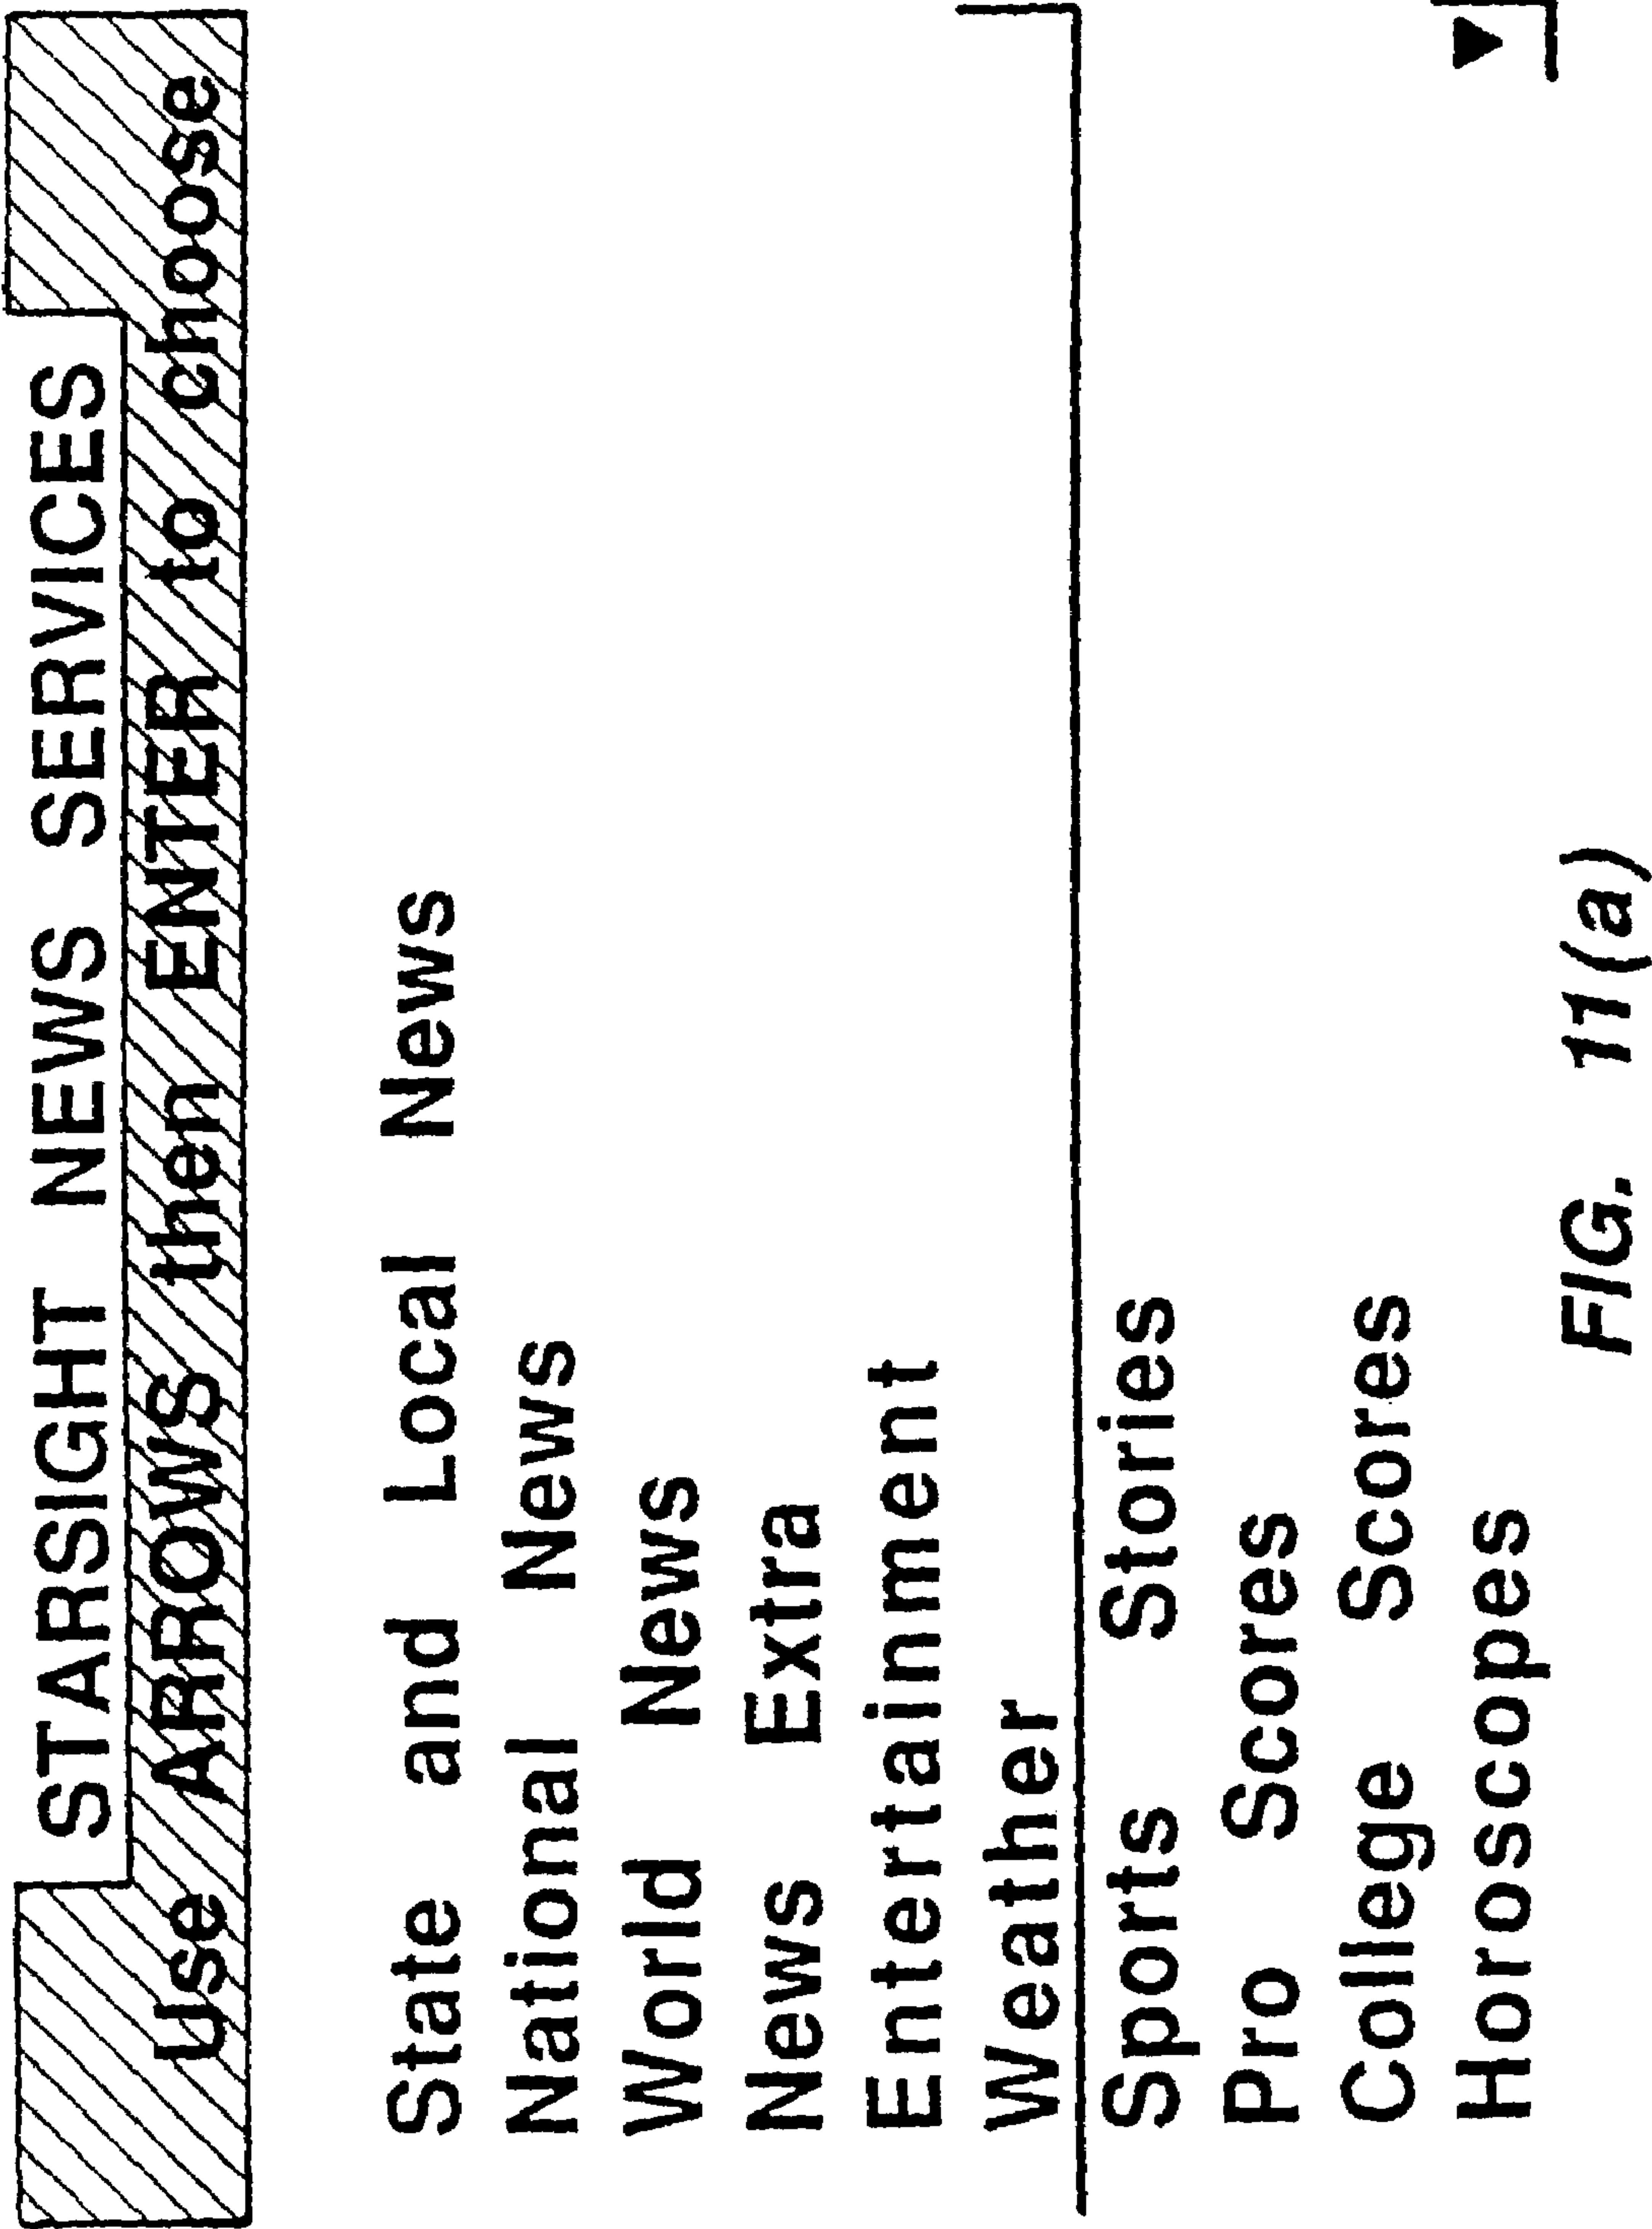 STARSIGHT NEWS SERVICES
Use ARROWS then ENTER to choose
State and Local News
National News
World News
News Extra
Entertainment
Weather
Sports Stories
Pro Scores
College Scores
Horoscopes
FIG. 11(a)